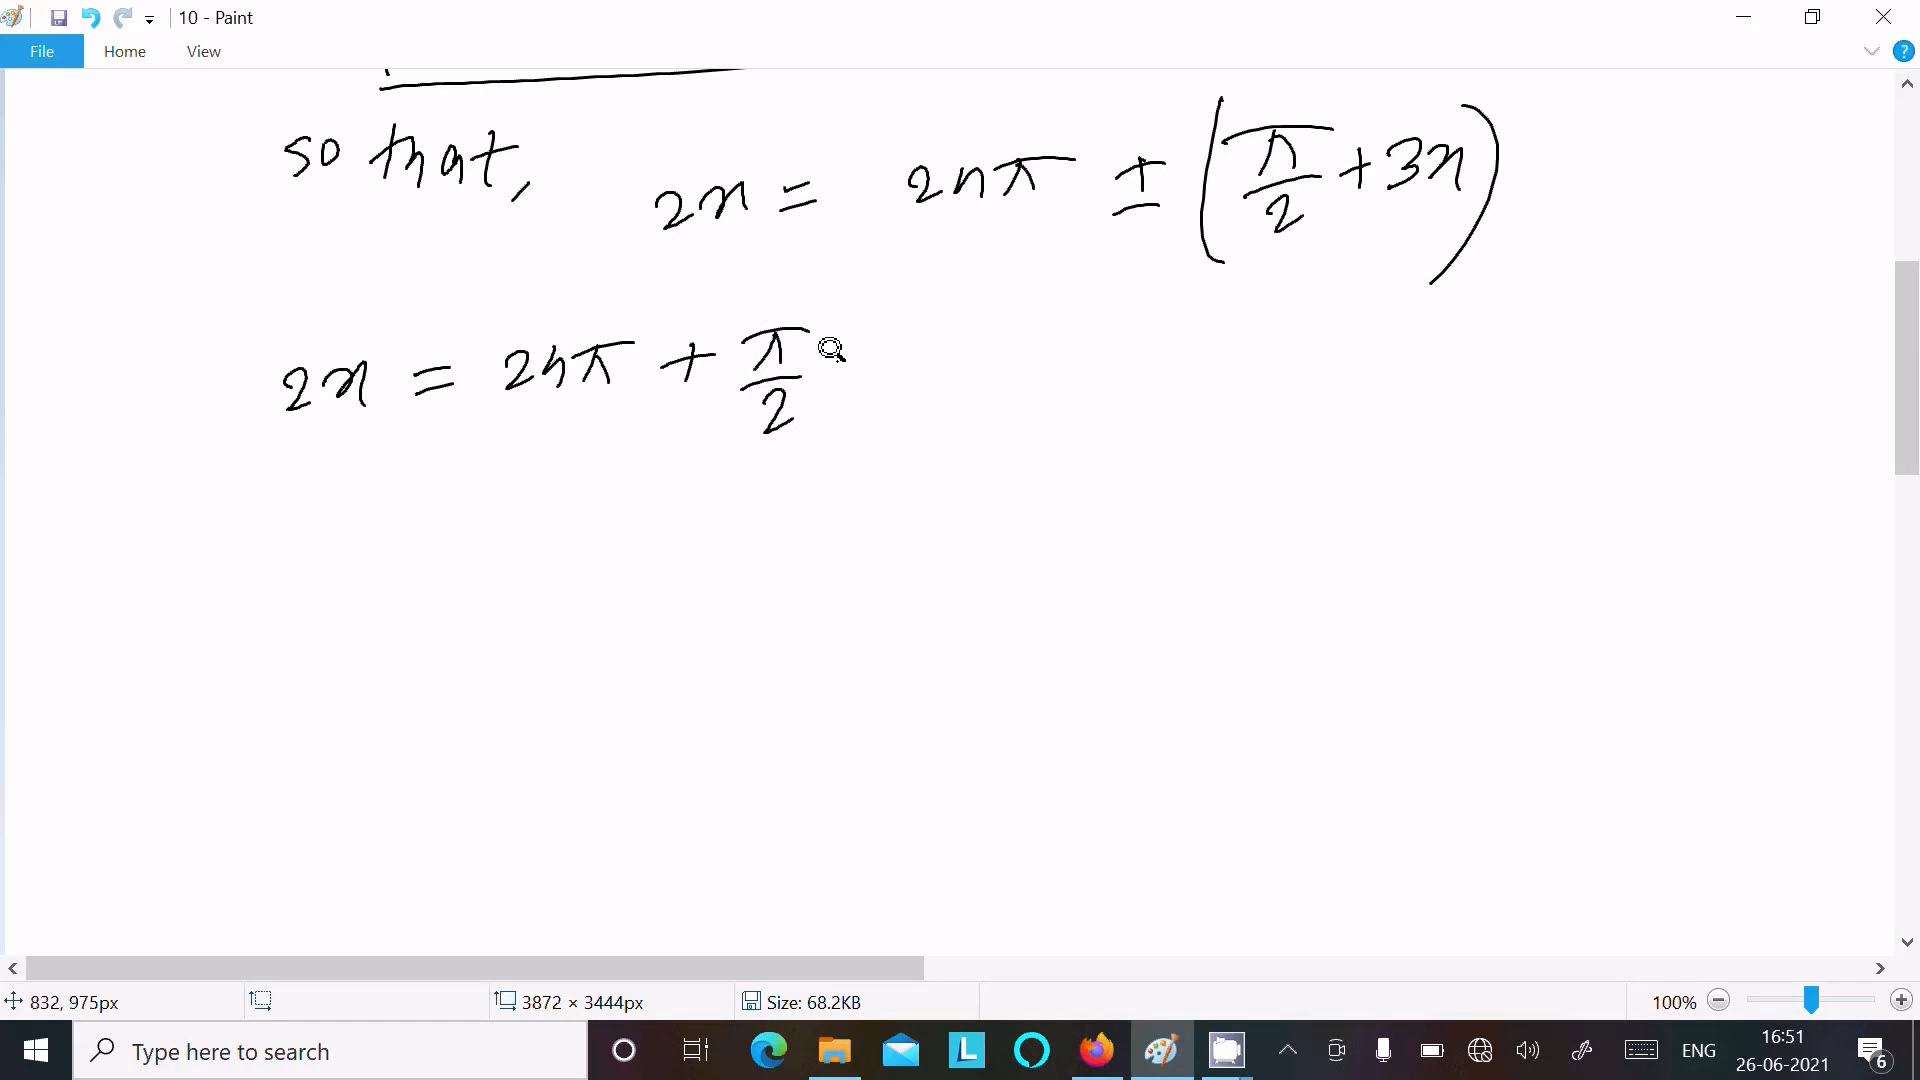 10 - Paint
File Home View
so that,
2x = 2nπ ± (π/2 + 3x)
2x = 2nπ + π/2
832, 975px 3872 × 3444px Size: 68.2KB 100%
Type here to search L ENG 16:51
26-06-2021 6